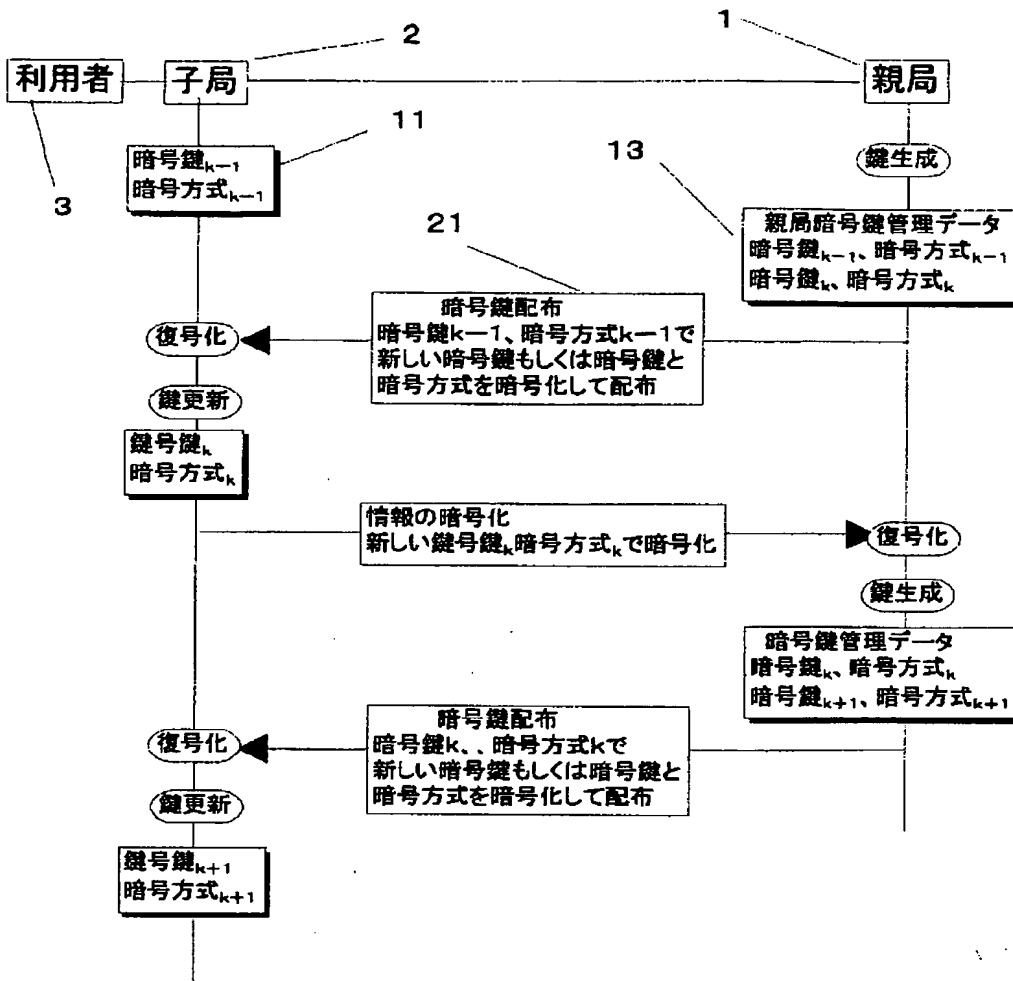 2
1
利用者
子局
親局
11
13
3
暗号鍵k−1
暗号方式k−1
鍵生成
親局暗号鍵管理データ
暗号鍵k−1、暗号方式k−1
暗号鍵k、暗号方式k
21
暗号鍵配布
暗号鍵k−1、暗号方式k−1で
新しい暗号鍵もしくは暗号鍵と
暗号方式を暗号化して配布
復号化
鍵更新
鍵号鍵k
暗号方式k
情報の暗号化
新しい鍵号鍵k暗号方式kで暗号化
復号化
鍵生成
暗号鍵管理データ
暗号鍵k、暗号方式k
暗号鍵k+1、暗号方式k+1
暗号鍵配布
暗号鍵k、、暗号方式kで
新しい暗号鍵もしくは暗号鍵と
暗号方式を暗号化して配布
復号化
鍵更新
鍵号鍵k+1
暗号方式k+1